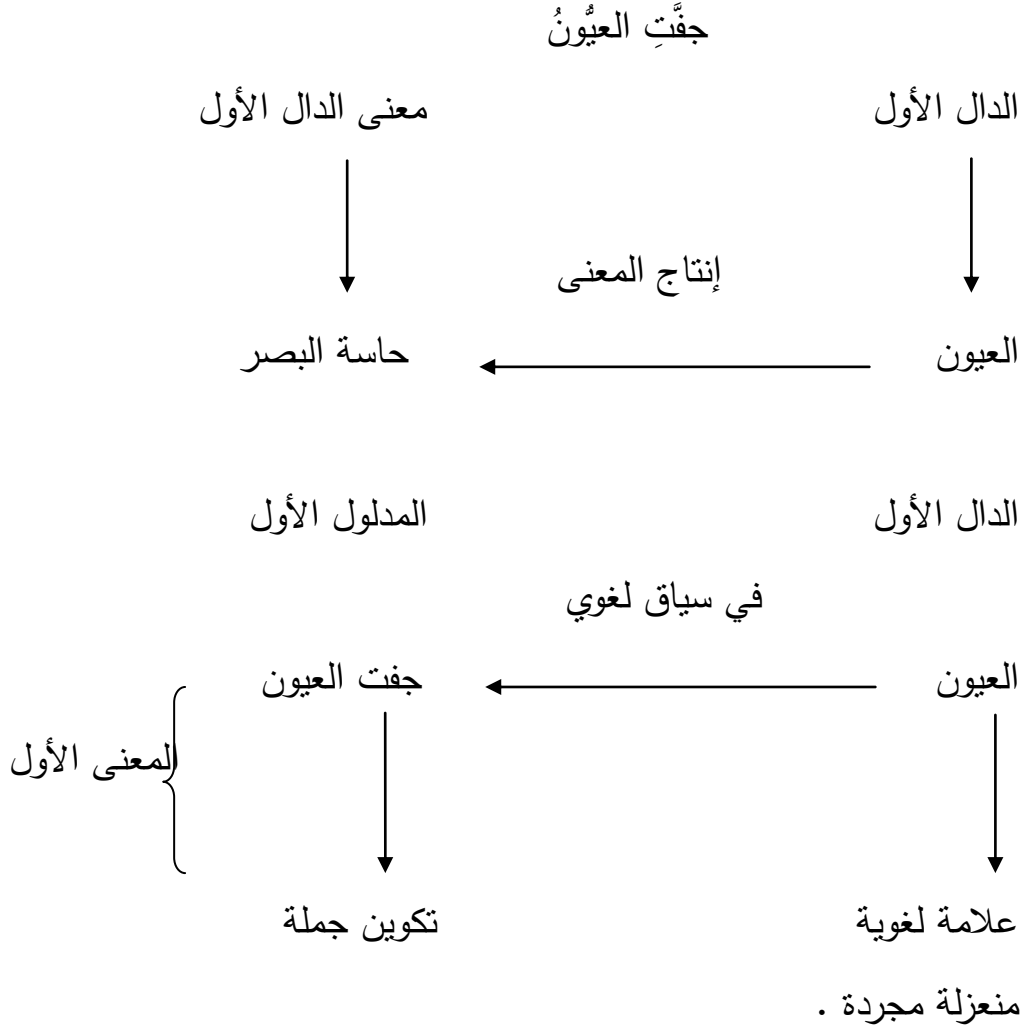 جفَّتِ العيُّونُ
الدال الأول معنى الدال الأول
إنتاج المعنى
العيون حاسة البصر
الدال الأول المدلول الأول
في سياق لغوي
العيون جفت العيون
المعنى الأول
علامة لغوية تكوين جملة
منعزلة مجردة .